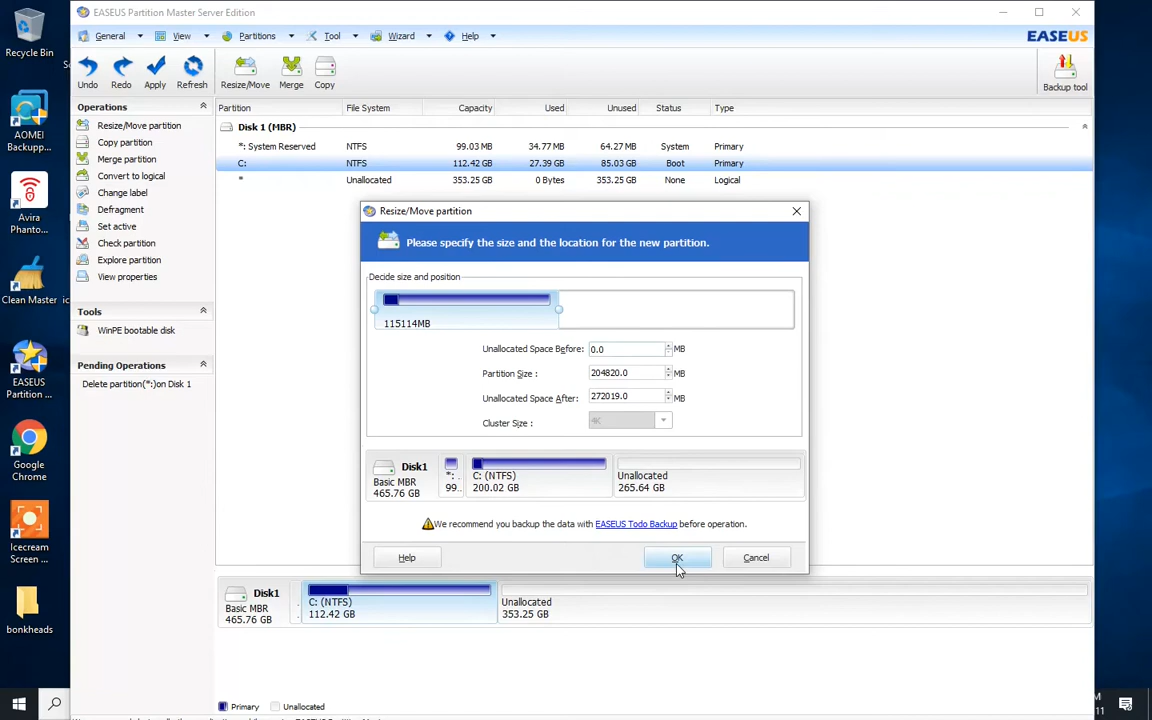 Recycle Bin
AOMEI
Backupp...
Avira
Phanto...
Clean Master
EASEUS
Partition ...
Google
Chrome
Icecream
Screen ...
bonkheads
EASEUS Partition Master Server Edition
General View Partitions Tool Wizard Help
EASEUS
Undo Redo Apply Refresh Resize/Move Merge Copy Backup tool
Operations
Resize/Move partition
Copy partition
Merge partition
Convert to logical
Change label
Defragment
Set active
Check partition
Explore partition
View properties
Tools
WinPE bootable disk
Pending Operations
Delete partition(*:)on Disk 1
Partition File System Capacity Used Unused Status Type
Disk 1 (MBR)
*: System Reserved NTFS 99.03 MB 34.77 MB 64.27 MB System Primary
C: NTFS 112.42 GB 27.39 GB 85.03 GB Boot Primary
* Unallocated 353.25 GB 0 Bytes 353.25 GB None Logical
Resize/Move partition
Please specify the size and the location for the new partition.
Decide size and position
115114MB
Unallocated Space Before: 0.0 MB
Partition Size : 204820.0 MB
Unallocated Space After: 272019.0 MB
Cluster Size : 4K
Disk1
Basic MBR
465.76 GB
*: ..
99...
C: (NTFS)
200.02 GB
Unallocated
265.64 GB
We recommend you backup the data with EASEUS Todo Backup before operation.
Help OK Cancel
Disk1
Basic MBR
465.76 GB
C: (NTFS)
112.42 GB
Unallocated
353.25 GB
Primary Unallocated
M
11